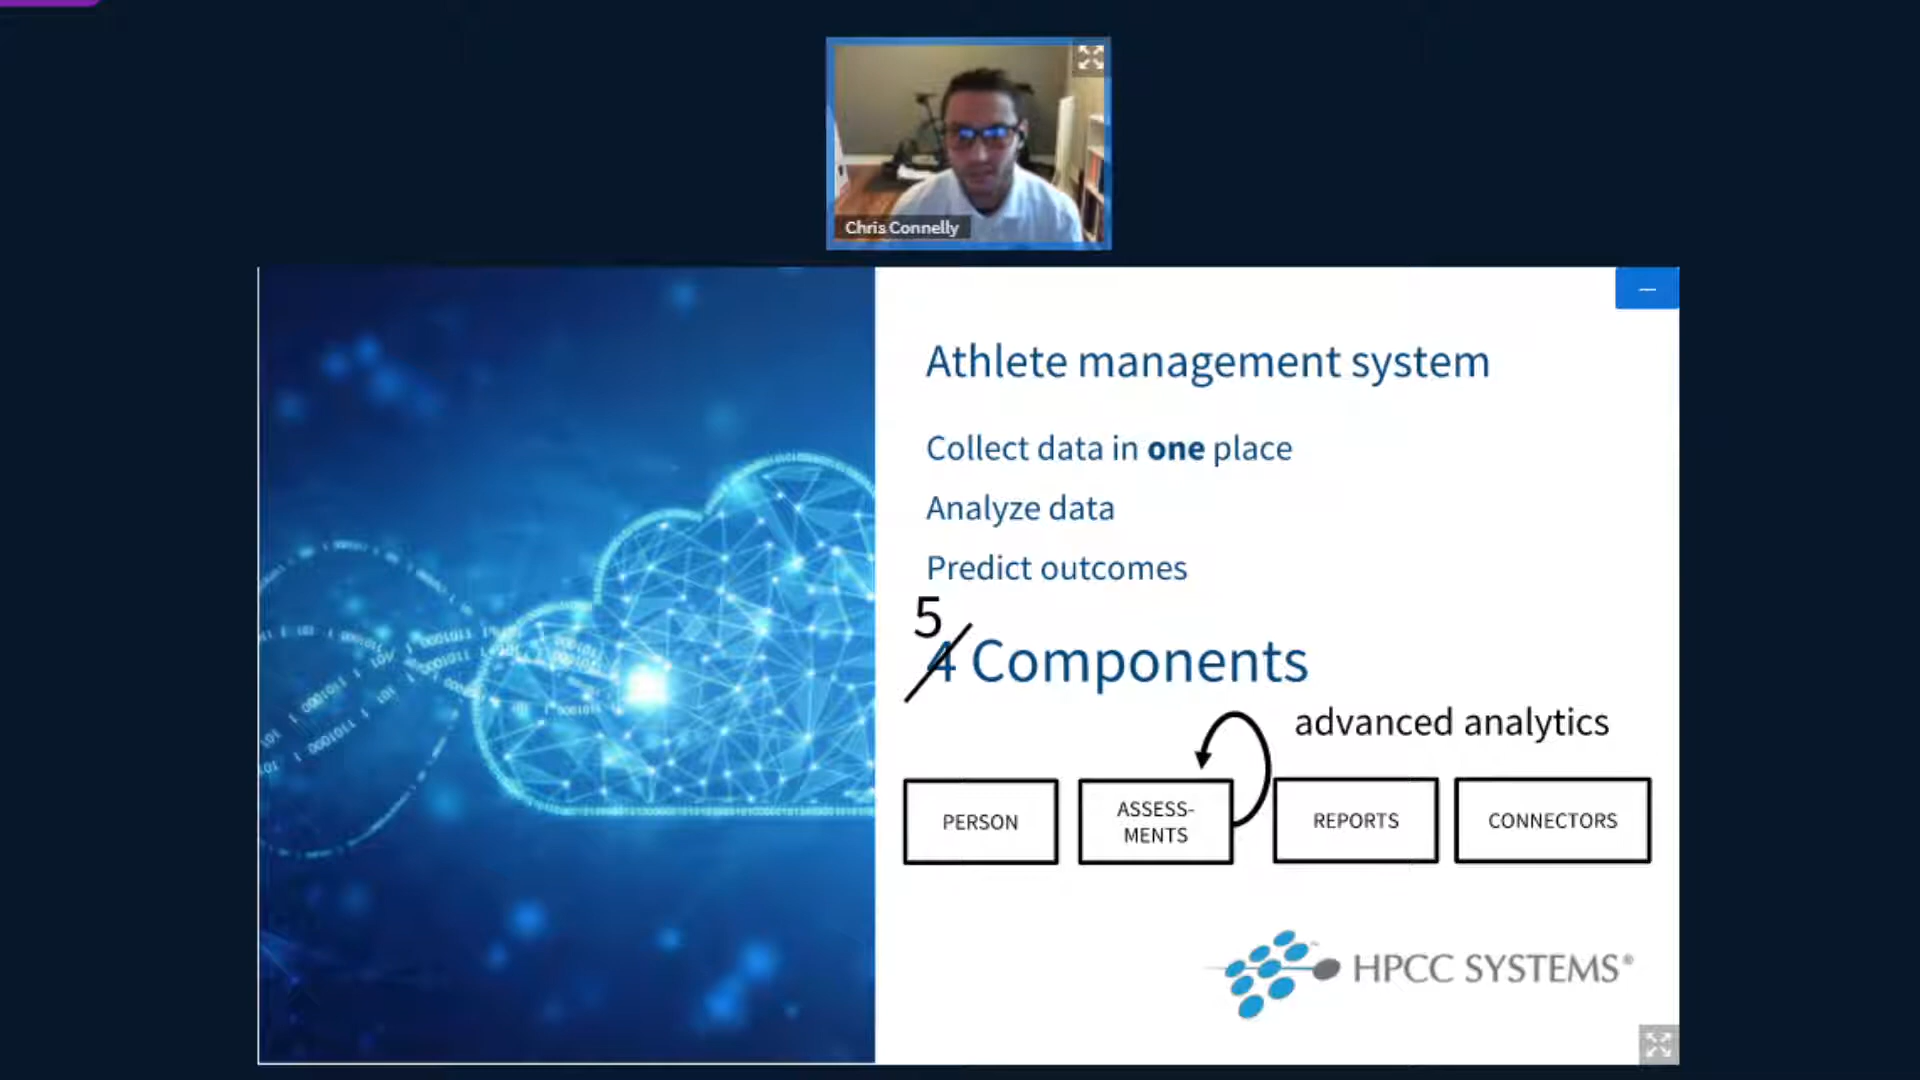 Chris Connelly
Athlete management system
Collect data in one place
Analyze data
Predict outcomes
5
4 Components
advanced analytics
PERSON
ASSESS-
MENTS
REPORTS
CONNECTORS
HPCC SYSTEMS®